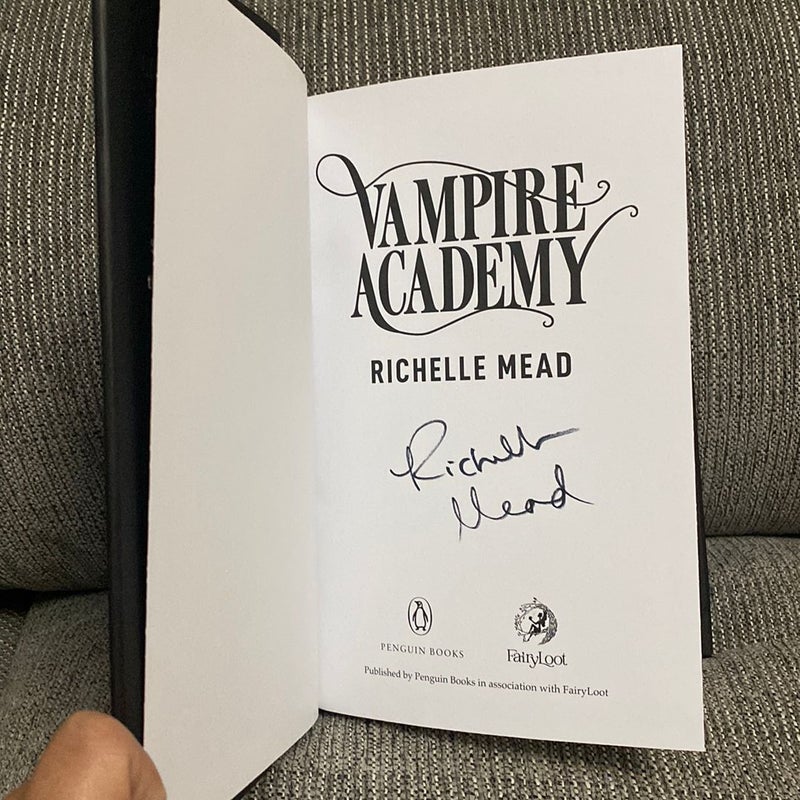 VAMPIRE
ACADEMY
RICHELLE MEAD
Richelle
Mead
PENGUIN BOOKS
FairyLoot
Published by Penguin Books in association with FairyLoot